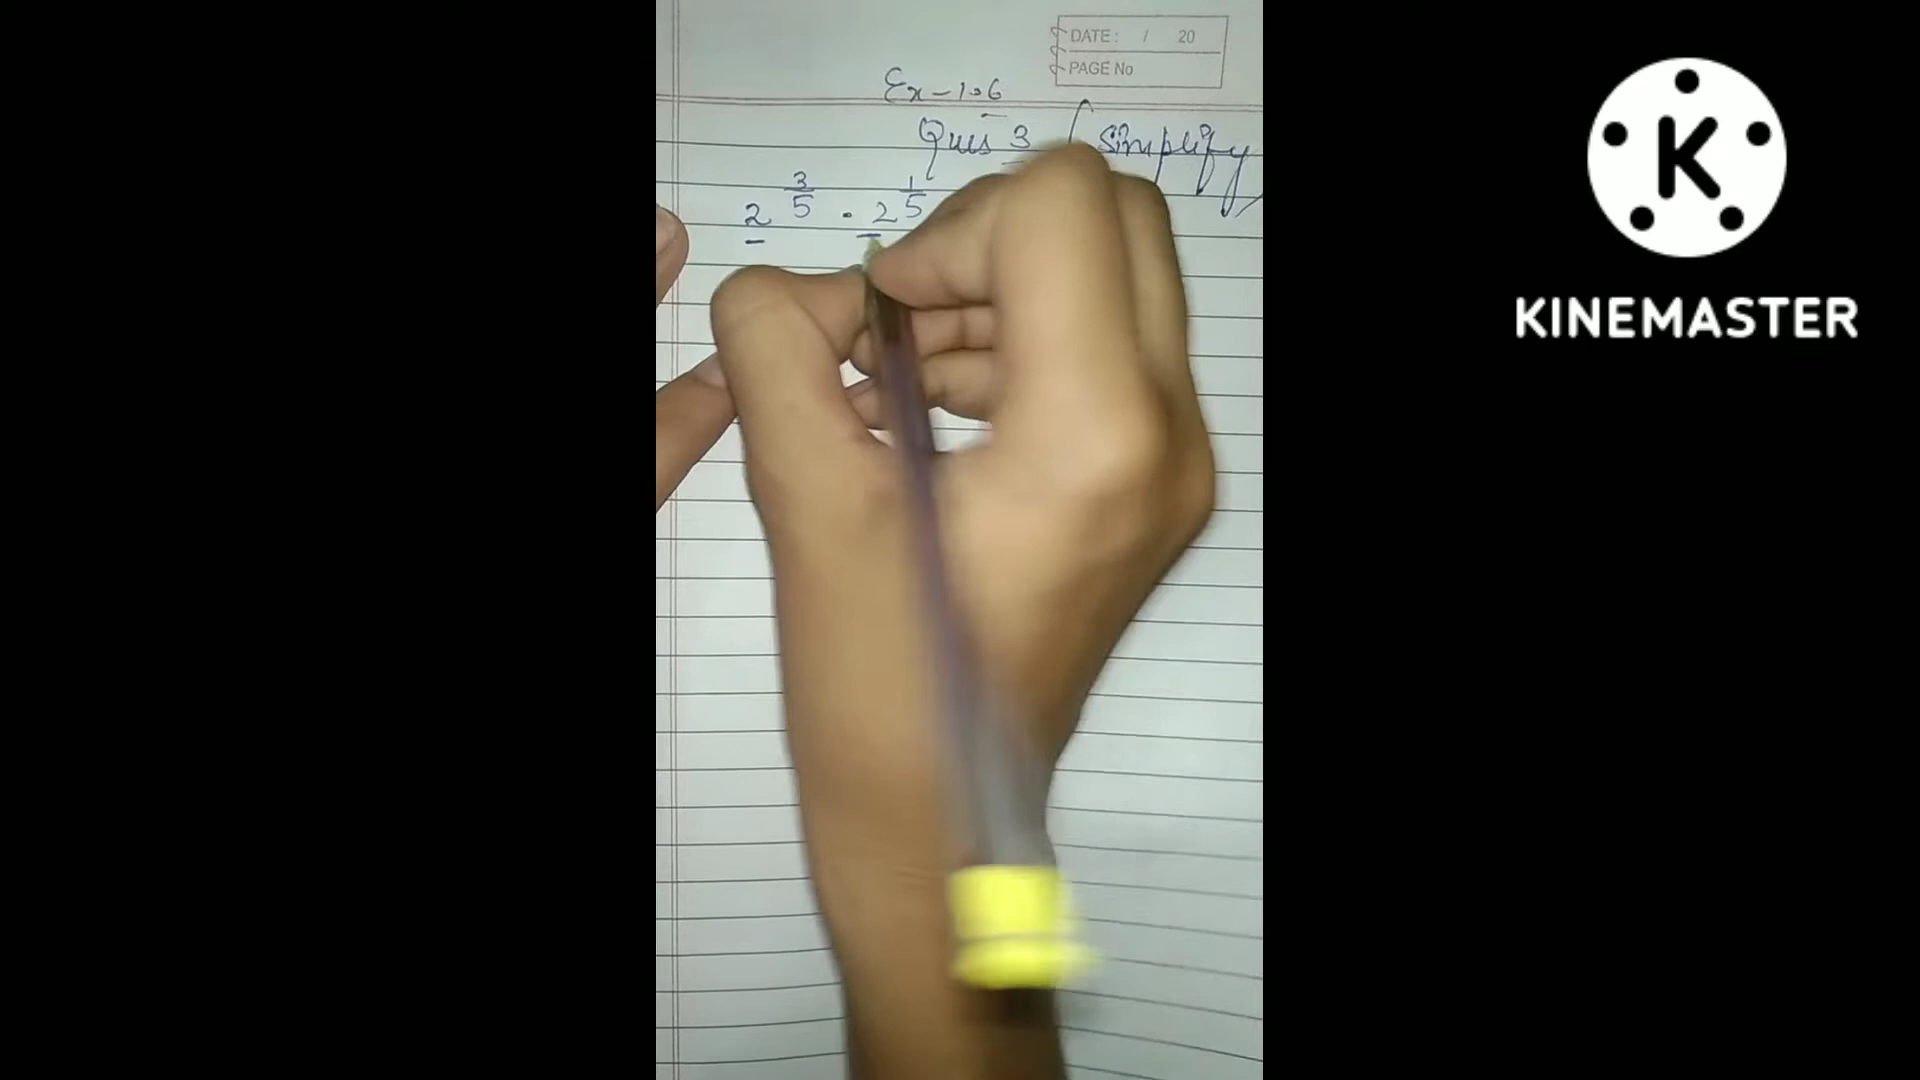 DATE : / 20
PAGE No
Ex-1.6
Ques 3 (Simplify
2^{3/5} . 2^{1/5}
KINEMASTER